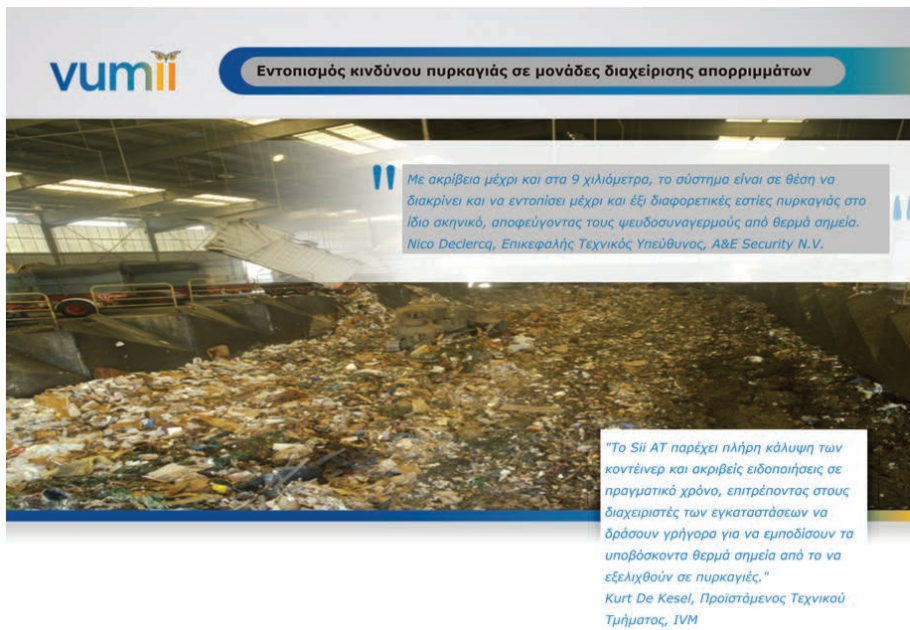 vumii
Εντοπισμός κινδύνου πυρκαγιάς σε μονάδες διαχείρισης απορριμμάτων
"
Με ακρίβεια μέχρι και στα 9 χιλιόμετρα, το σύστημα είναι σε θέση να
διακρίνει και να εντοπίσει μέχρι και έξι διαφορετικές εστίες πυρκαγιάς στο
ίδιο σκηνικό, αποφεύγοντας τους ψευδοσυναγερμούς από θερμά σημεία.
Nico Declercq, Επικεφαλής Τεχνικός Υπεύθυνος, A&E Security N.V.
"
"Το Sii AT παρέχει πλήρη κάλυψη των
κοντέινερ και ακριβείς ειδοποιήσεις σε
πραγματικό χρόνο, επιτρέποντας στους
διαχειριστές των εγκαταστάσεων να
δράσουν γρήγορα για να εμποδίσουν τα
υποβόσκοντα θερμά σημεία από το να
εξελιχθούν σε πυρκαγιές."
Kurt De Kesel, Προϊστάμενος Τεχνικού
Τμήματος, IVM